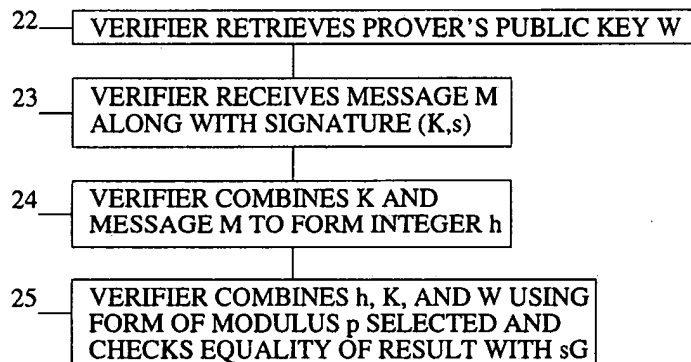 22 VERIFIER RETRIEVES PROVER'S PUBLIC KEY W
23 VERIFIER RECEIVES MESSAGE M
ALONG WITH SIGNATURE (K,s)
24 VERIFIER COMBINES K AND
MESSAGE M TO FORM INTEGER h
25 VERIFIER COMBINES h, K, AND W USING
FORM OF MODULUS p SELECTED AND
CHECKS EQUALITY OF RESULT WITH sG